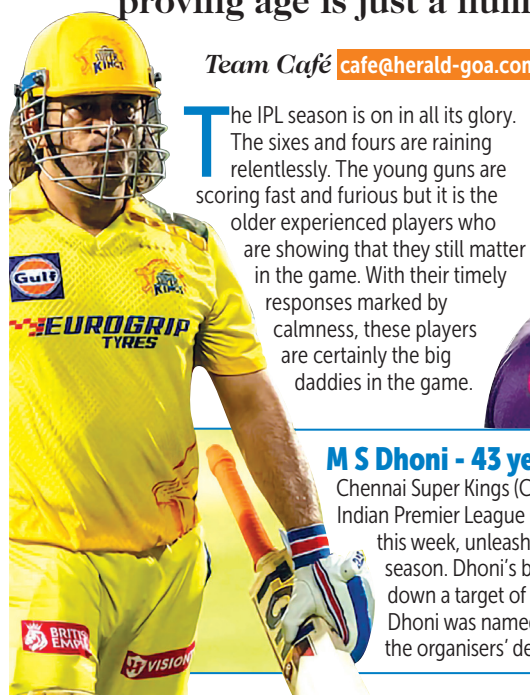 proving age is just a
Team Café cafe@herald-goa.com
The IPL season is on in all its glory.
The sixes and fours are raining
relentlessly. The young guns are
scoring fast and furious but it is the
older experienced players who
are showing that they still matter
in the game. With their timely
responses marked by
calmness, these players
are certainly the big
daddies in the game.
SUPER
KINGS
Gulf
SUPER
KINGS
EUROGRIP
TYRES
M S Dhoni - 43
Chennai Super Kings
Indian Premier League
this week,
season. Dhoni's
down a target of
Dhoni was
the organisers'
VISION